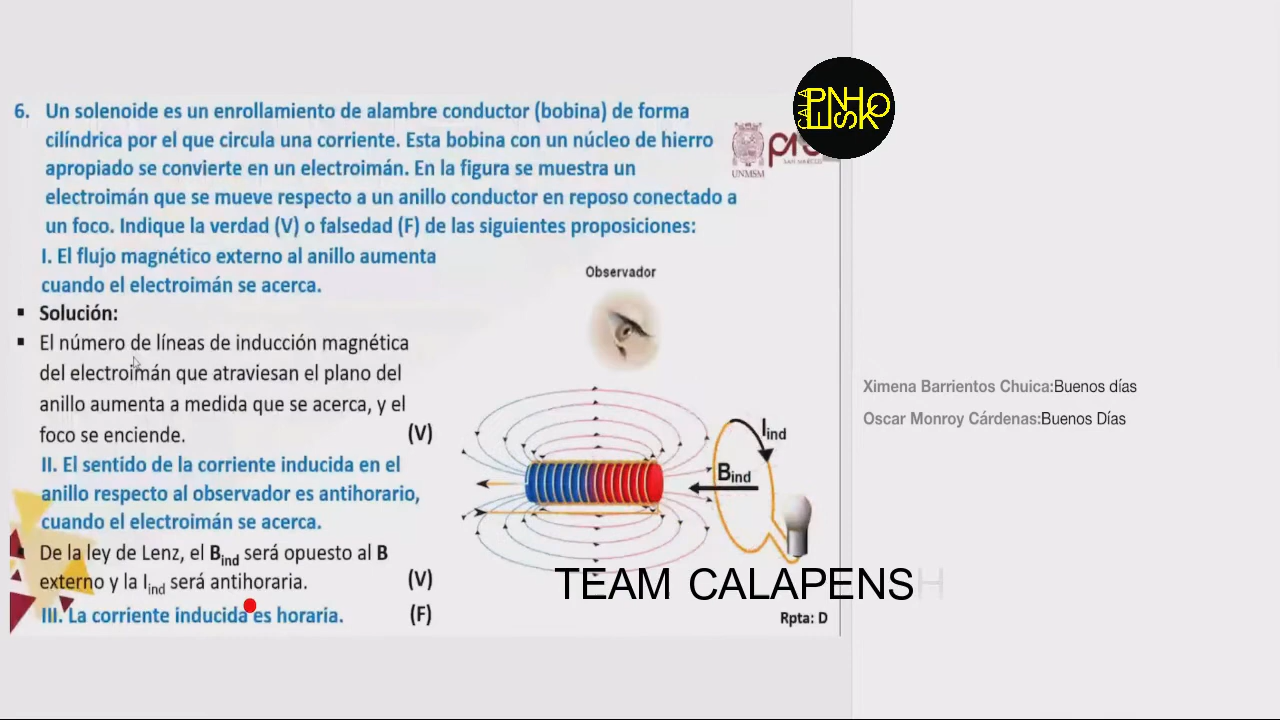 6. Un solenoide es un enrollamiento de alambre conductor (bobina) de forma
cilíndrica por el que circula una corriente. Esta bobina con un núcleo de hierro
apropiado se convierte en un electroimán. En la figura se muestra un
electroimán que se mueve respecto a un anillo conductor en reposo conectado a
un foco. Indique la verdad (V) o falsedad (F) de las siguientes proposiciones:
I. El flujo magnético externo al anillo aumenta
cuando el electroimán se acerca.
▪ Solución:
▪ El número de líneas de inducción magnética
del electroimán que atraviesan el plano del
anillo aumenta a medida que se acerca, y el
foco se enciende. (V)
II. El sentido de la corriente inducida en el
anillo respecto al observador es antihorario,
cuando el electroimán se acerca.
▪ De la ley de Lenz, el Bind será opuesto al B
externo y la Iind será antihoraria. (V)
III. La corriente inducida es horaria. (F)
UNMSM
SAN MARCOS
Observador
Iind
Bind
TEAM CALAPENSH
Rpta: D
Ximena Barrientos Chuica:Buenos días
Oscar Monroy Cárdenas:Buenos Días